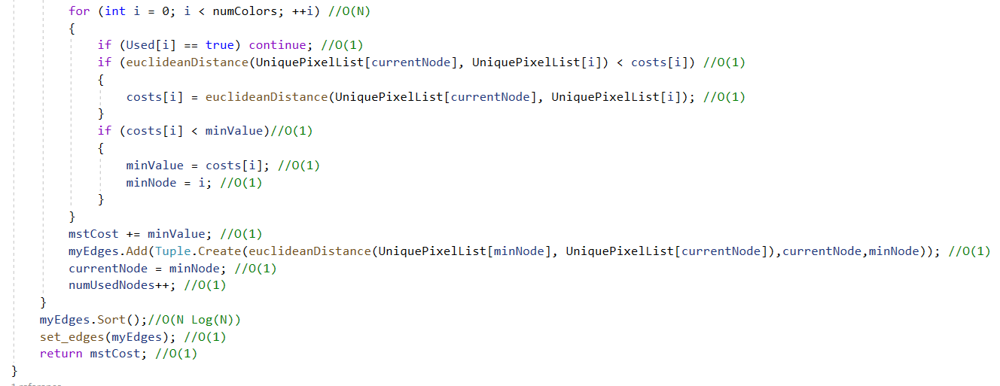 for (int i = 0; i < numColors; ++i) //O(N)
{
if (Used[i] == true) continue; //O(1)
if (euclideanDistance(UniquePixelList[currentNode], UniquePixelList[i]) < costs[i]) //O(1)
{
costs[i] = euclideanDistance(UniquePixelList[currentNode], UniquePixelList[i]); //O(1)
}
if (costs[i] < minValue)//O(1)
{
minValue = costs[i]; //O(1)
minNode = i; //O(1)
}
}
mstCost += minValue; //O(1)
myEdges.Add(Tuple.Create(euclideanDistance(UniquePixelList[minNode], UniquePixelList[currentNode]),currentNode,minNode)); //O(1)
currentNode = minNode; //O(1)
numUsedNodes++; //O(1)
}
myEdges.Sort();//O(N Log(N))
set_edges(myEdges); //O(1)
return mstCost; //O(1)
}